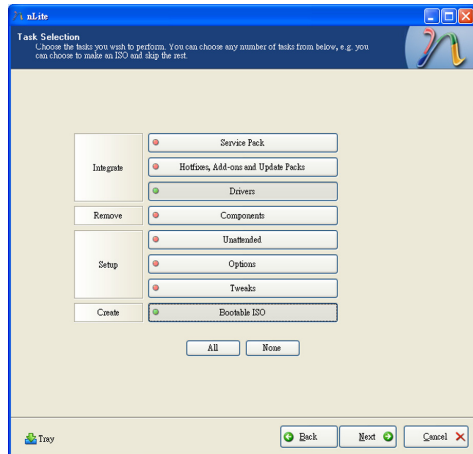 nLite
Task Selection
Choose the tasks you wish to perform. You can choose any number of tasks from below, e.g. you
can choose to make an ISO and skip the rest.
Integrate
Service Pack
Hotfixes, Add-ons and Update Packs
Drivers
Remove
Components
Setup
Unattended
Options
Tweaks
Create
Bootable ISO
All
None
Tray
Back
Next
Cancel